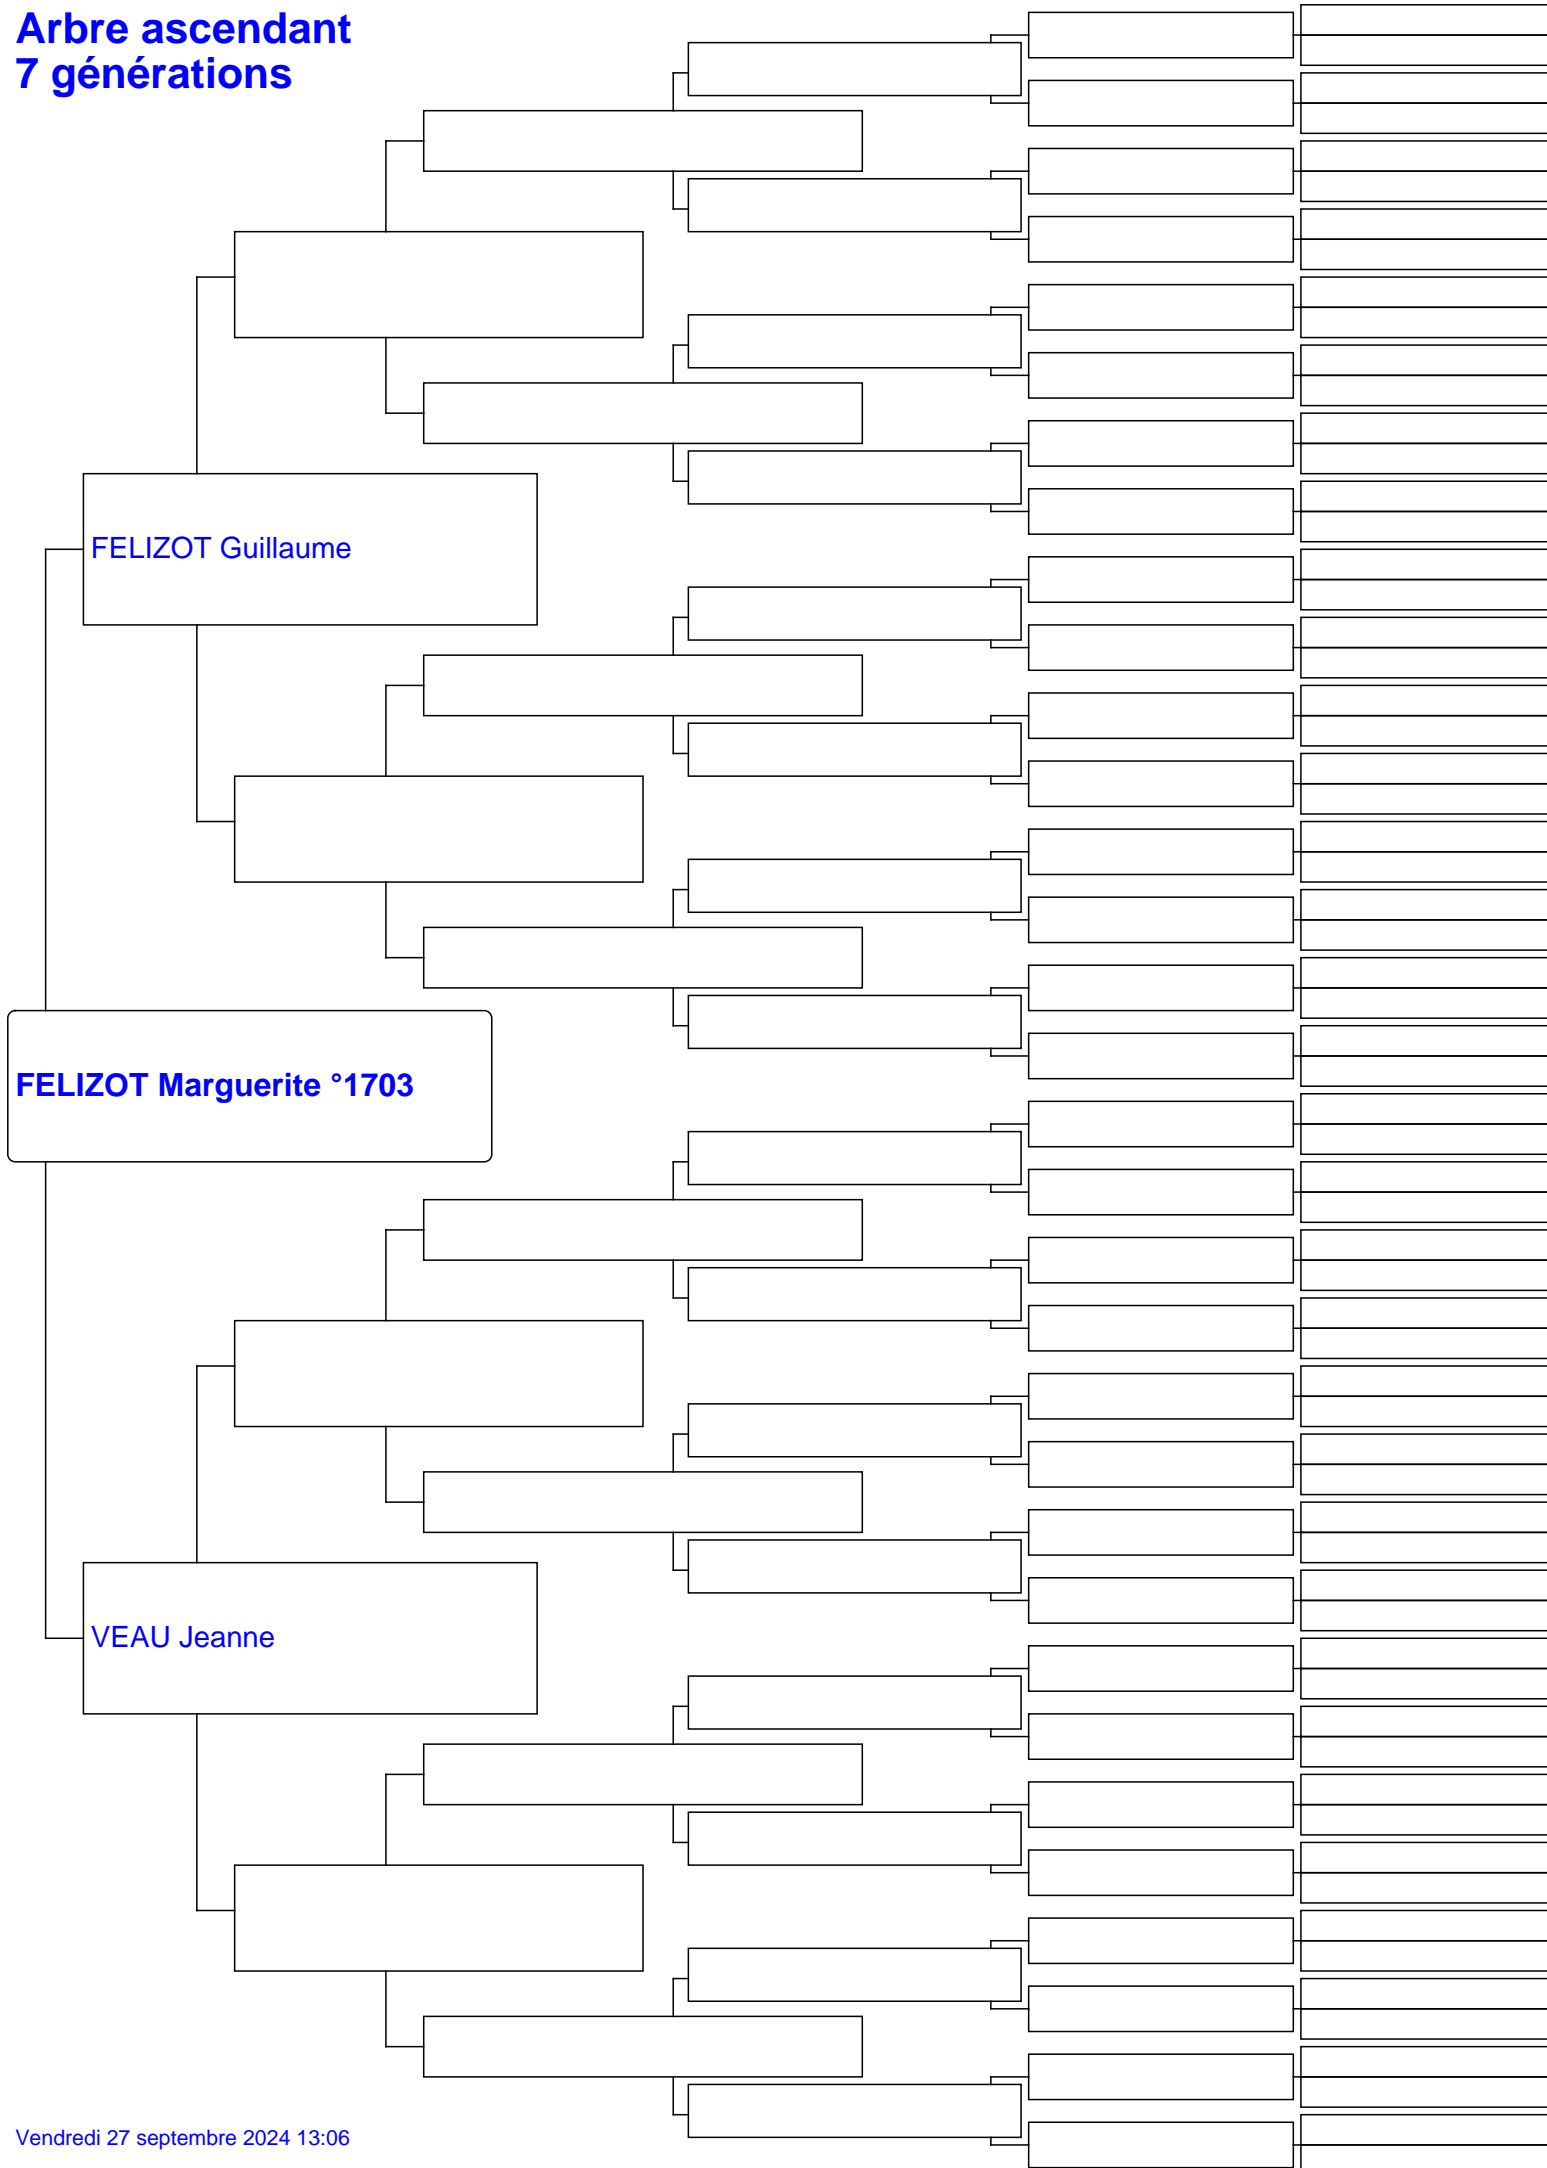 Arbre ascendant
7 générations
FELIZOT Guillaume
FELIZOT Marguerite °1703
VEAU Jeanne
Vendredi 27 septembre 2024 13:06